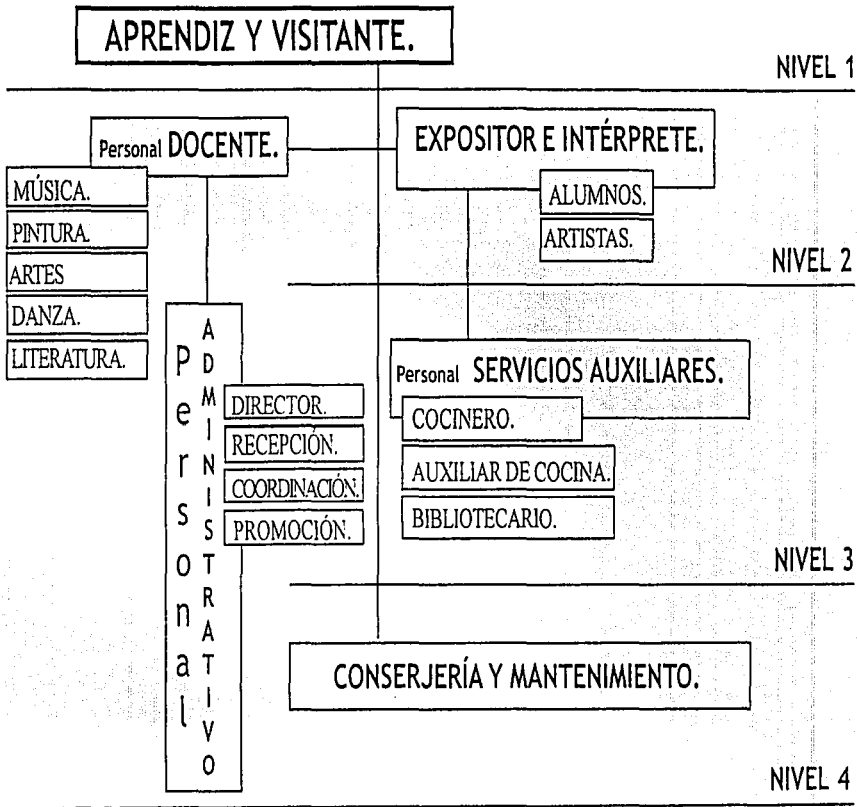 APRENDIZ Y VISITANTE.
NIVEL 1
Personal DOCENTE.
MÚSICA.
PINTURA.
ARTES
DANZA.
LITERATURA.
EXPOSITOR E INTÉRPRETE.
ALUMNOS.
ARTISTAS.
NIVEL 2
Personal ADMINISTRATIVO
DIRECTOR.
RECEPCIÓN.
COORDINACIÓN.
PROMOCIÓN.
Personal SERVICIOS AUXILIARES.
COCINERO.
AUXILIAR DE COCINA.
BIBLIOTECARIO.
NIVEL 3
CONSERJERÍA Y MANTENIMIENTO.
NIVEL 4